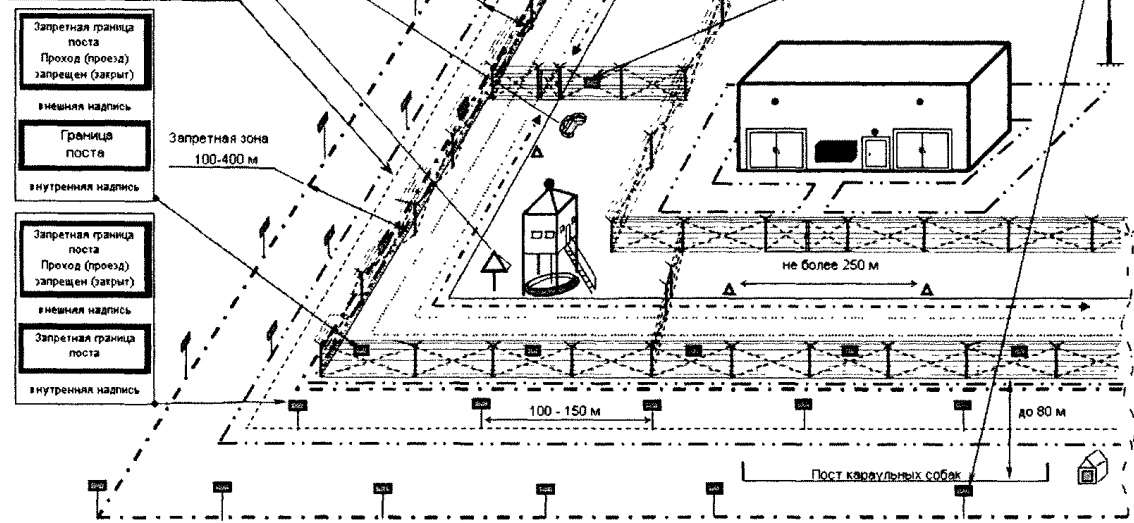 Запретная граница
поста
Проход (проезд)
запрещен (закрыт)
внешняя надпись
Граница
поста
внутренняя надпись
Запретная граница
поста
Проход (проезд)
запрещен (закрыт)
внешняя надпись
Запретная граница
поста
внутренняя надпись
Запретная зона
100-400 м
не более 250 м
100 - 150 м
до 80 м
Пост караульных собак